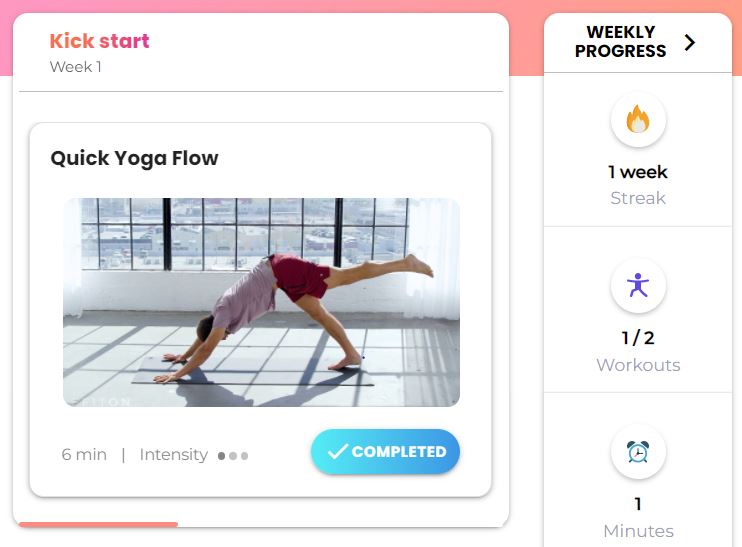 Kick start
Week 1
Quick Yoga Flow
FITON
6 min | Intensity
COMPLETED
WEEKLY
PROGRESS
1 week
Streak
1 / 2
Workouts
1
Minutes